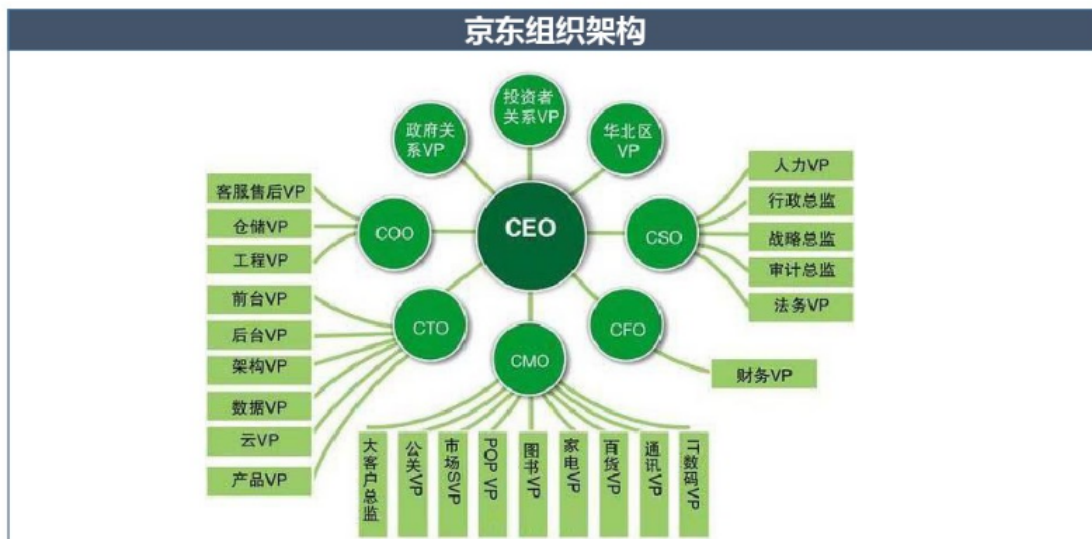 京东组织架构
投资者
关系VP
政府关
系VP
华北区
VP
CEO
COO
客服售后VP
仓储VP
工程VP
CTO
前台VP
后台VP
架构VP
数据VP
云VP
产品VP
CMO
大客户总监
公关VP
市场SVP
POP VP
图书VP
家电VP
百货VP
通讯VP
IT数码VP
CFO
财务VP
CSO
人力VP
行政总监
战略总监
审计总监
法务VP